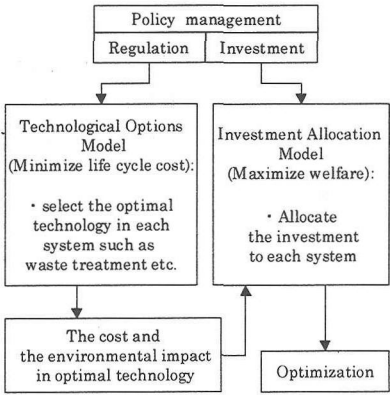 Policy management
Regulation
Investment
Technological Options
Model
(Minimize life cycle cost):
・select the optimal
technology in each
system such as
waste treatment etc.
Investment Allocation
Model
(Maximize welfare):
・Allocate
the investment
to each system
The cost and
the environmental impact
in optimal technology
Optimization